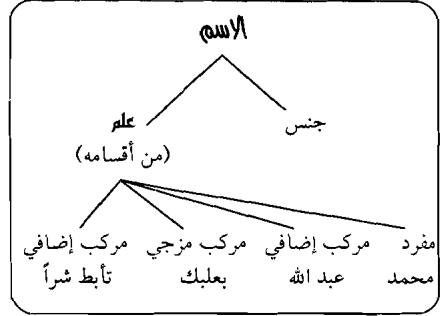 الاسم
جنس
علم
(من أقسامه)
مفرد مركب إضافي مركب مزجي مركب إضافي
محمد عبد الله بعلبك تأبط شراً